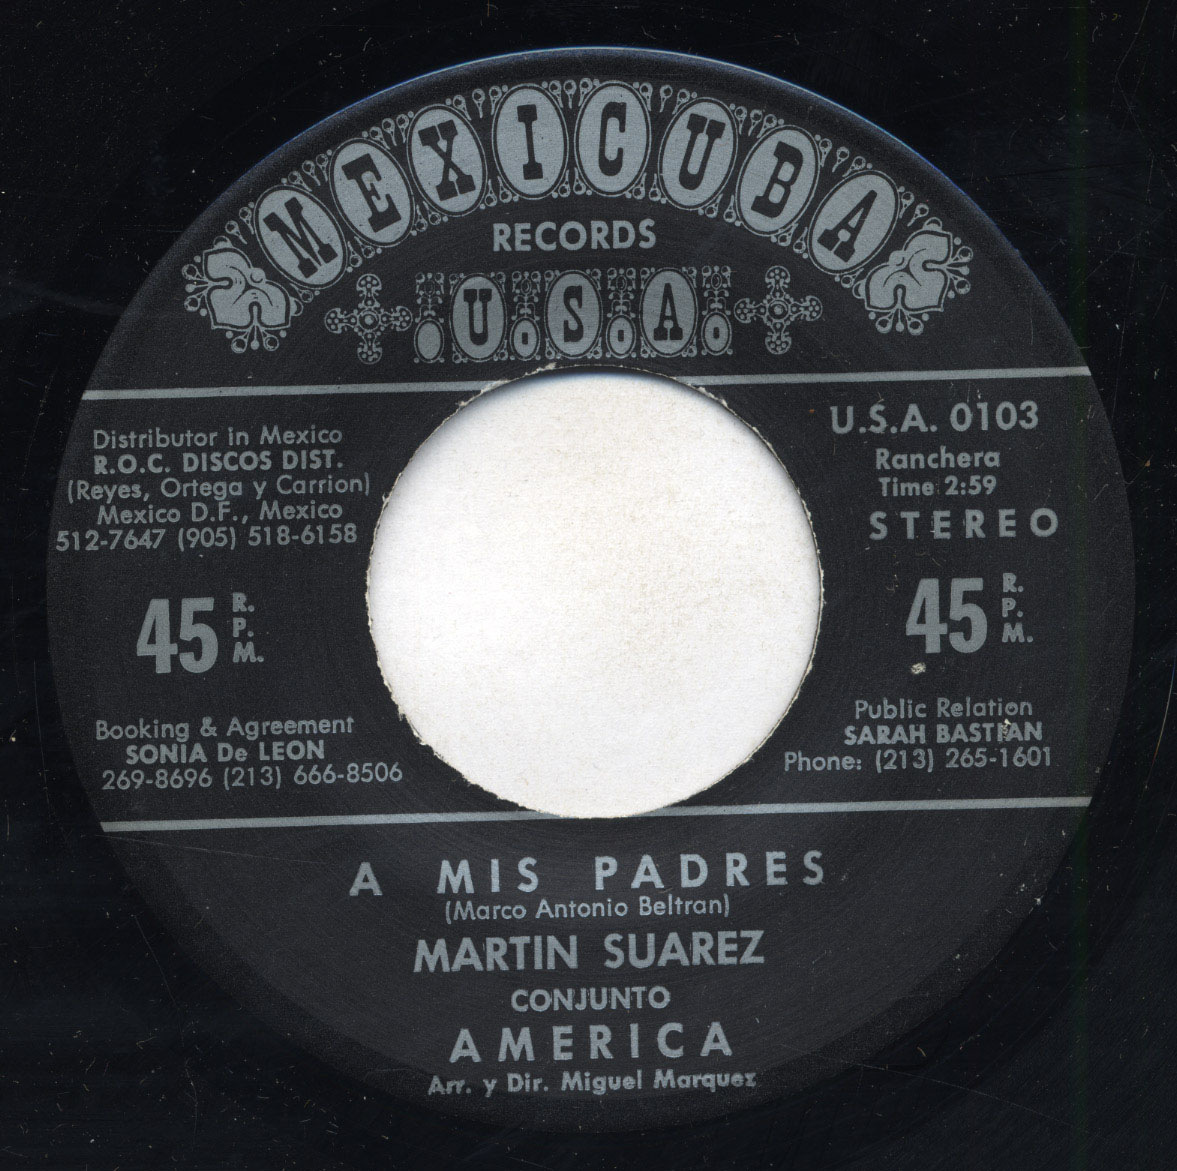 MEXICUBA
RECORDS
U.S.A.
Distributor in Mexico
R.O.C. DISCOS DIST.
(Reyes, Ortega y Carrion)
Mexico D.F., Mexico
512-7647 (905) 518-6158
45 R.P.M.
Booking & Agreement
SONIA De LEON
269-8696 (213) 666-8506
U.S.A. 0103
Ranchera
Time 2:59
STEREO
45 R.P.M.
Public Relation
SARAH BASTIAN
Phone: (213) 265-1601
A MIS PADRES
(Marco Antonio Beltran)
MARTIN SUAREZ
CONJUNTO
AMERICA
Arr. y Dir. Miguel Marquez